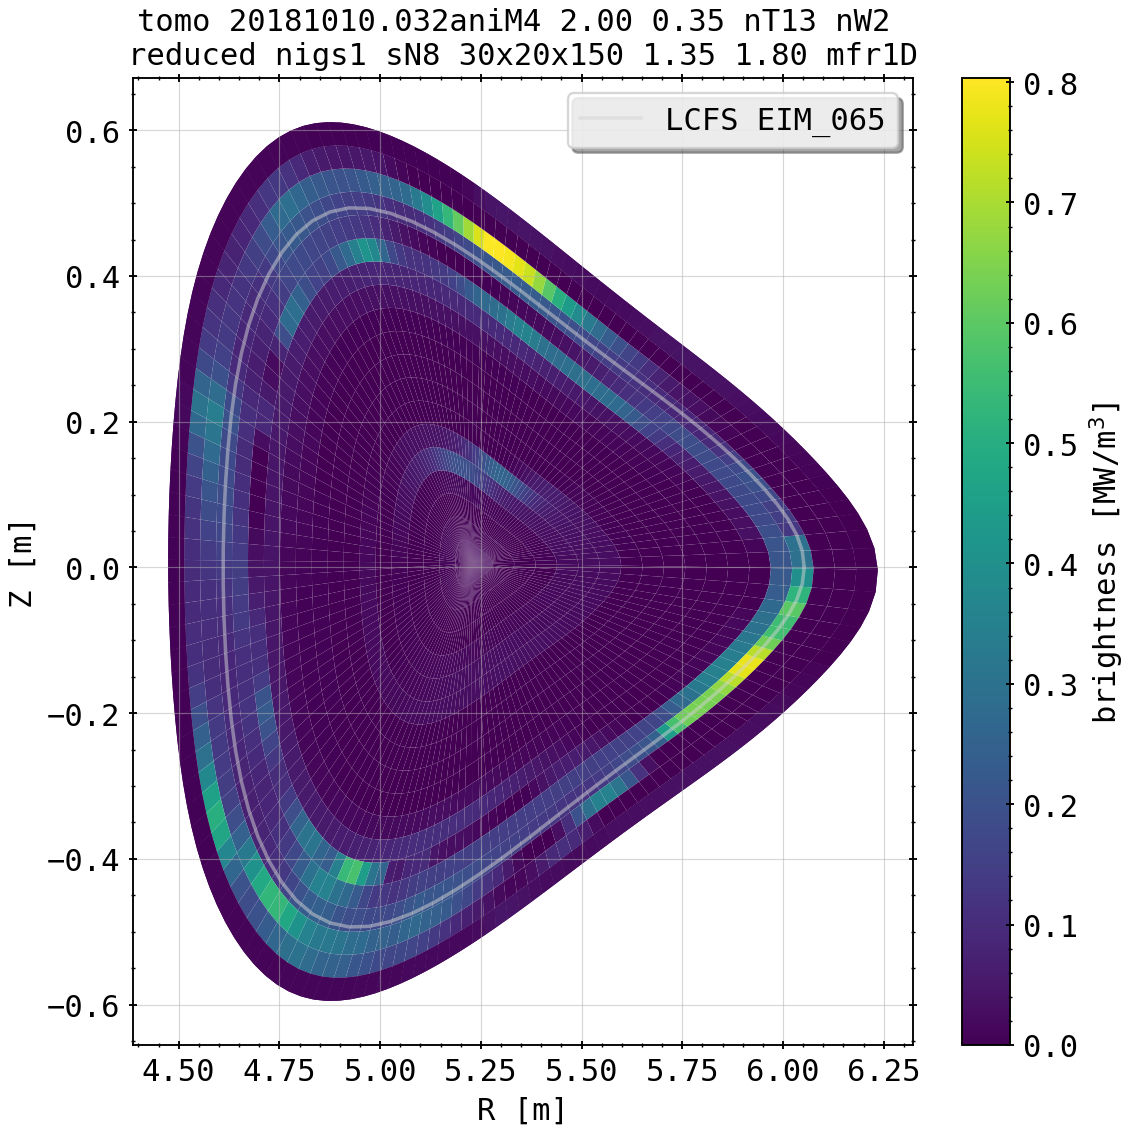 tomo 20181010.032aniM4 2.00 0.35 nT13 nW2
reduced nigs1 sN8 30x20x150 1.35 1.80 mfr1D
LCFS EIM_065
0.6
0.4
0.2
0.0
−0.2
−0.4
−0.6
Z [m]
4.50 4.75 5.00 5.25 5.50 5.75 6.00 6.25
R [m]
0.8
0.7
0.6
0.5
0.4
0.3
0.2
0.1
0.0
brightness [MW/m³]